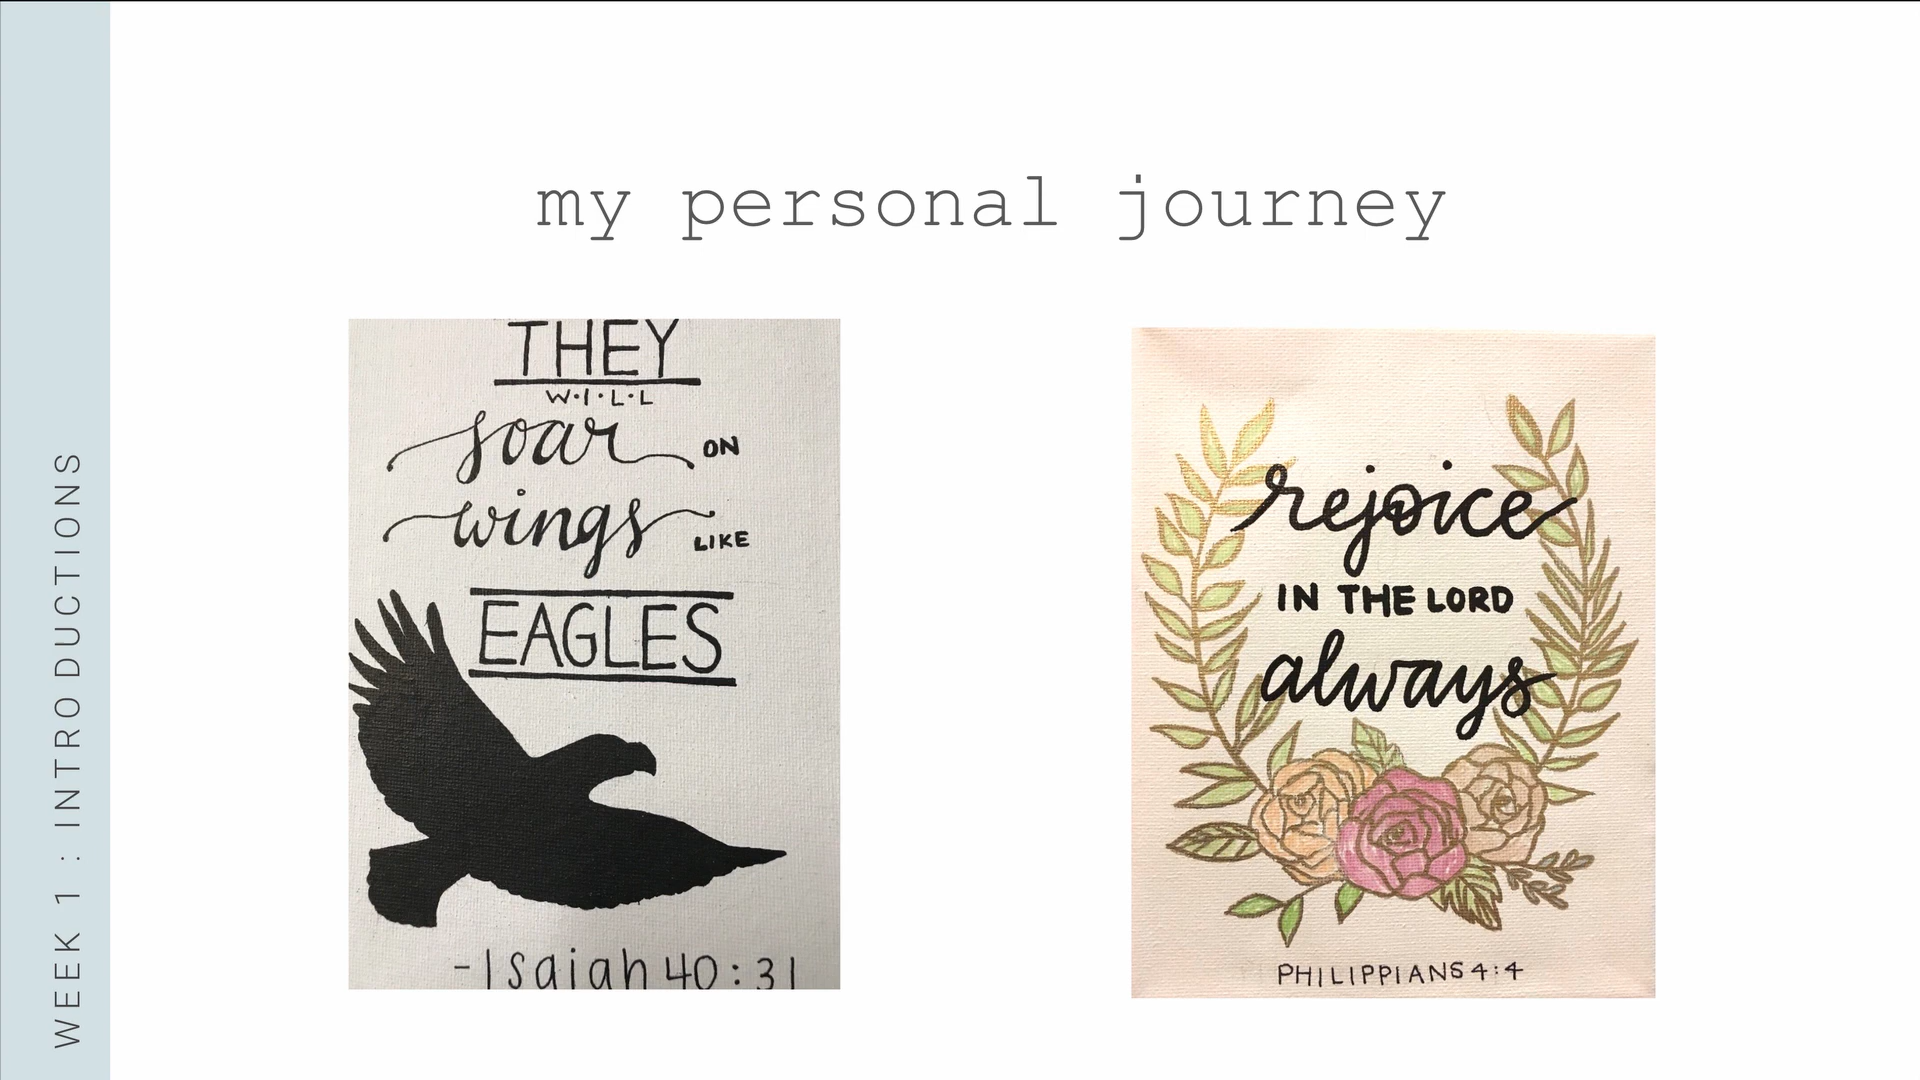 WEEK 1 : INTRODUCTIONS
my personal journey
THEY
W·I·L·L
soar ON
wings LIKE
EAGLES
-Isaiah 40:31
rejoice
IN THE LORD
always
PHILIPPIANS 4:4